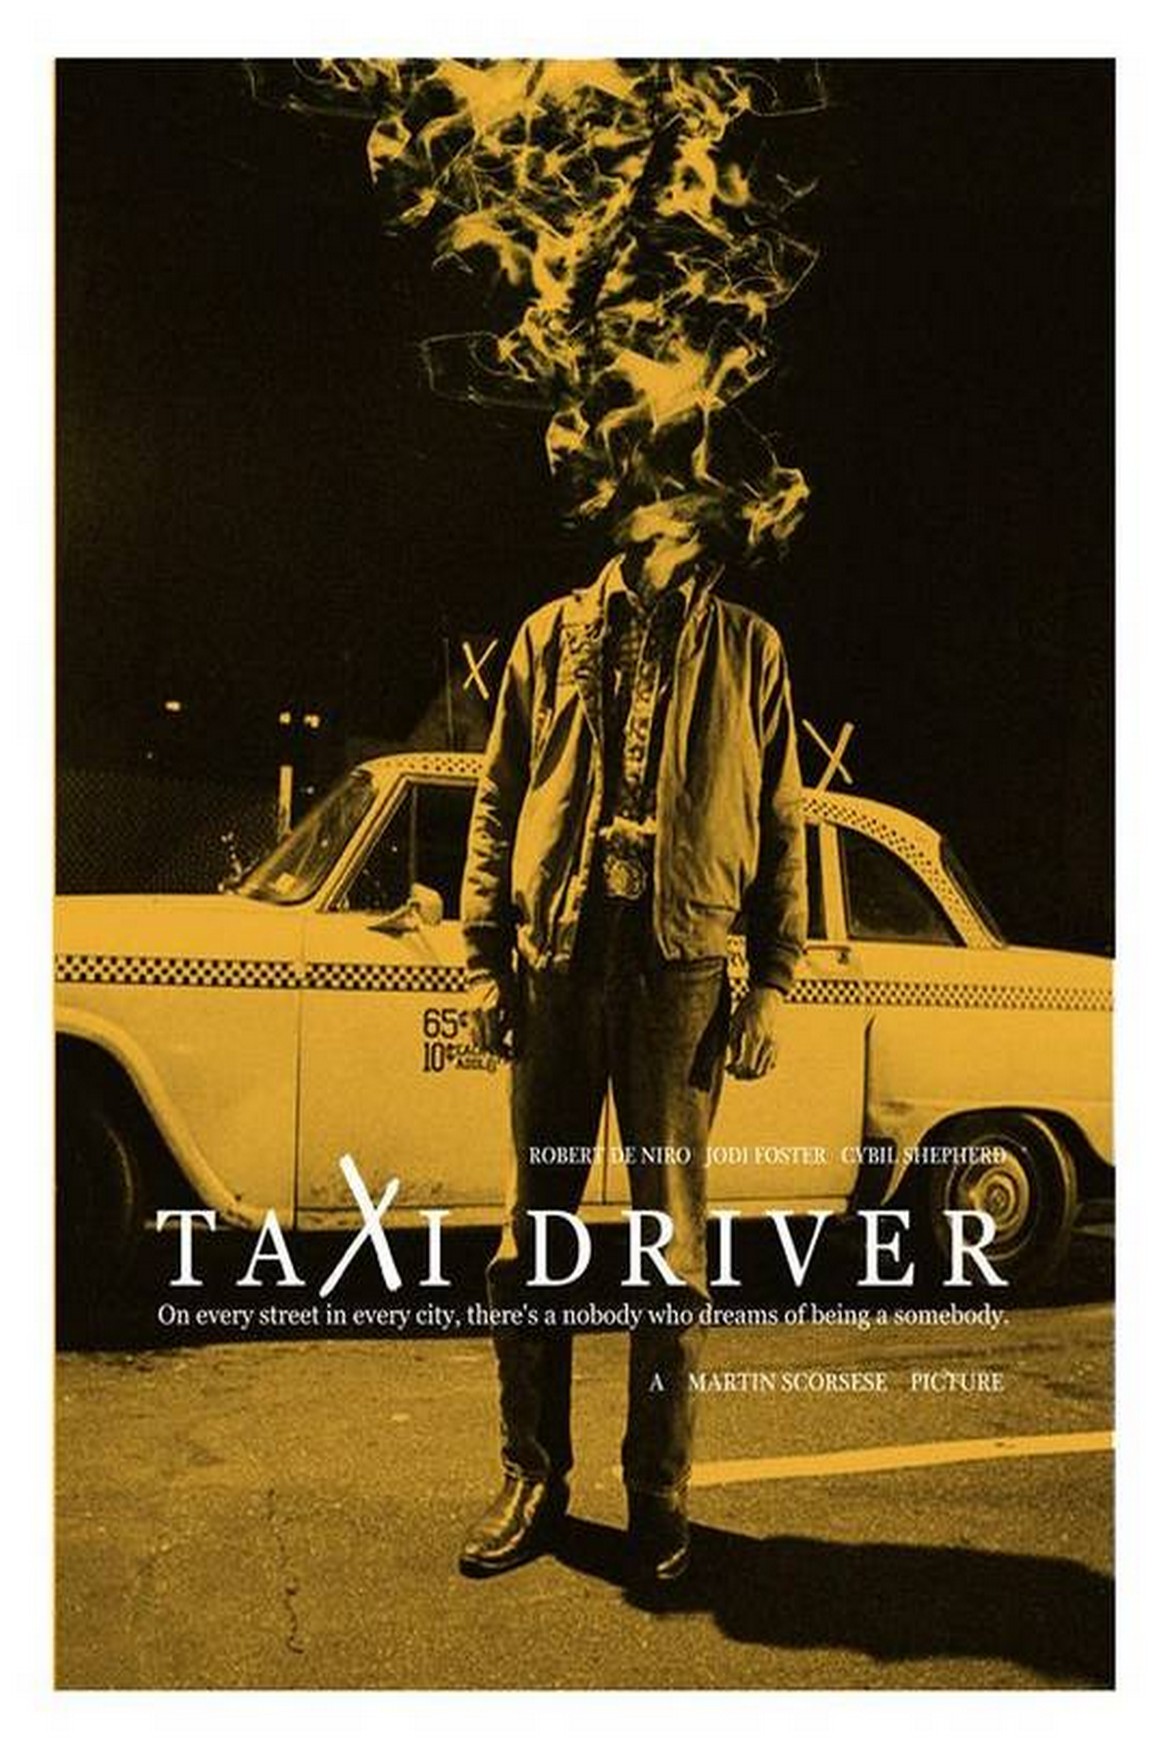 65¢
10¢
ROBERT DE NIRO JODI FOSTER CYBIL SHEPHERD
TAXI DRIVER
On every street in every city, there's a nobody who dreams of being a somebody.
A MARTIN SCORSESE PICTURE